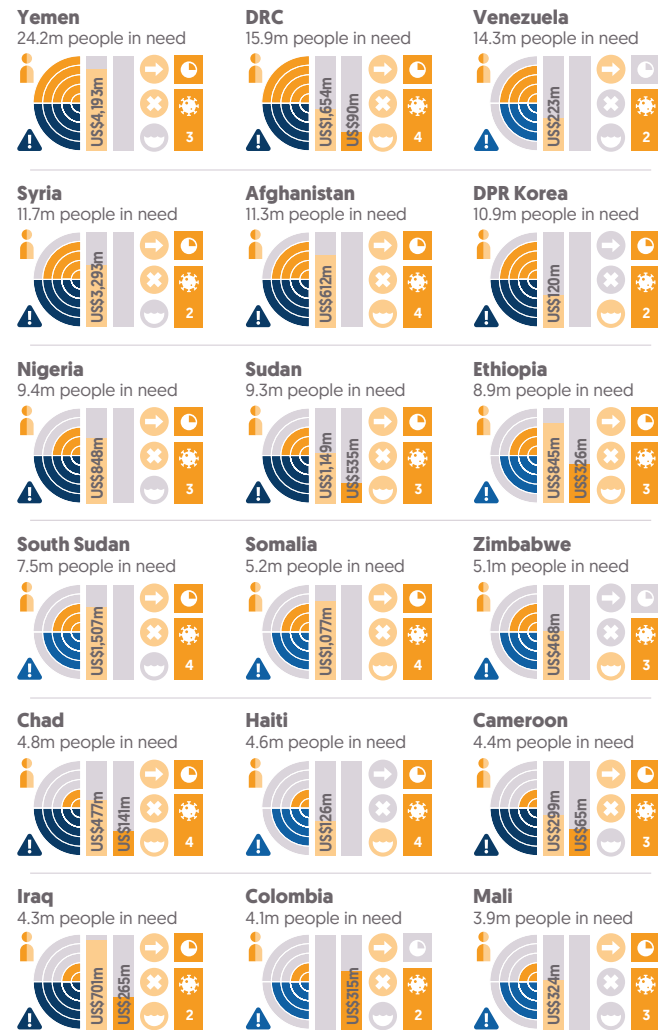 Yemen
24.2m people in need
US$4,193m
3
DRC
15.9m people in need
US$1,654m
US$90m
4
Venezuela
14.3m people in need
US$223m
3
Syria
11.7m people in need
US$3,293m
2
Afghanistan
11.3m people in need
US$612m
4
DPR Korea
10.9m people in need
US$120m
2
Nigeria
9.4m people in need
US$848m
3
Sudan
9.3m people in need
US$1,149m
US$535m
3
Ethiopia
8.9m people in need
US$845m
US$326m
3
South Sudan
7.5m people in need
US$1,507m
4
Somalia
5.2m people in need
US$1,077m
4
Zimbabwe
5.1m people in need
US$468m
3
Chad
4.8m people in need
US$477m
US$141m
4
Haiti
4.6m people in need
US$126m
4
Cameroon
4.4m people in need
US$299m
US$65m
3
Iraq
4.3m people in need
US$701m
US$265m
2
Colombia
4.1m people in need
US$315m
2
Mali
3.9m people in need
US$324m
3